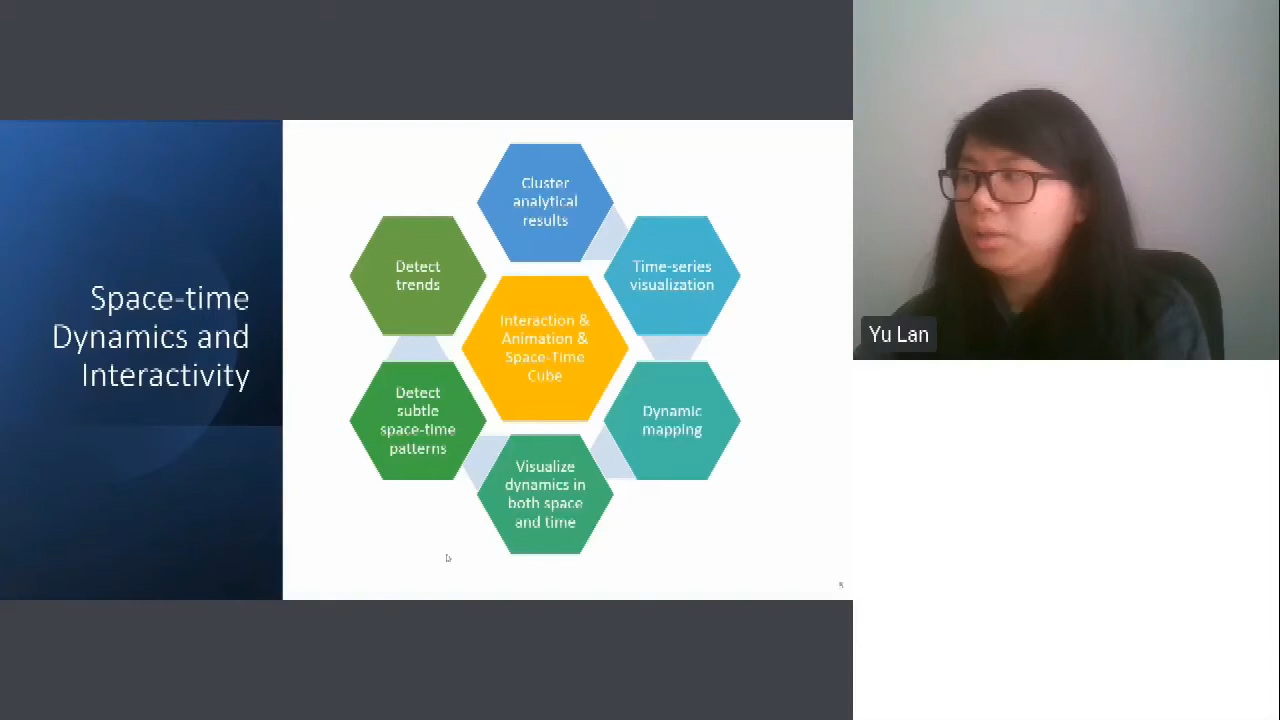 Space-time
Dynamics and
Interactivity
Cluster
analytical
results
Time-series
visualization
Dynamic
mapping
Visualize
dynamics in
both space
and time
Detect
subtle
space-time
patterns
Detect
trends
Interaction &
Animation &
Space-Time
Cube
5
Yu Lan